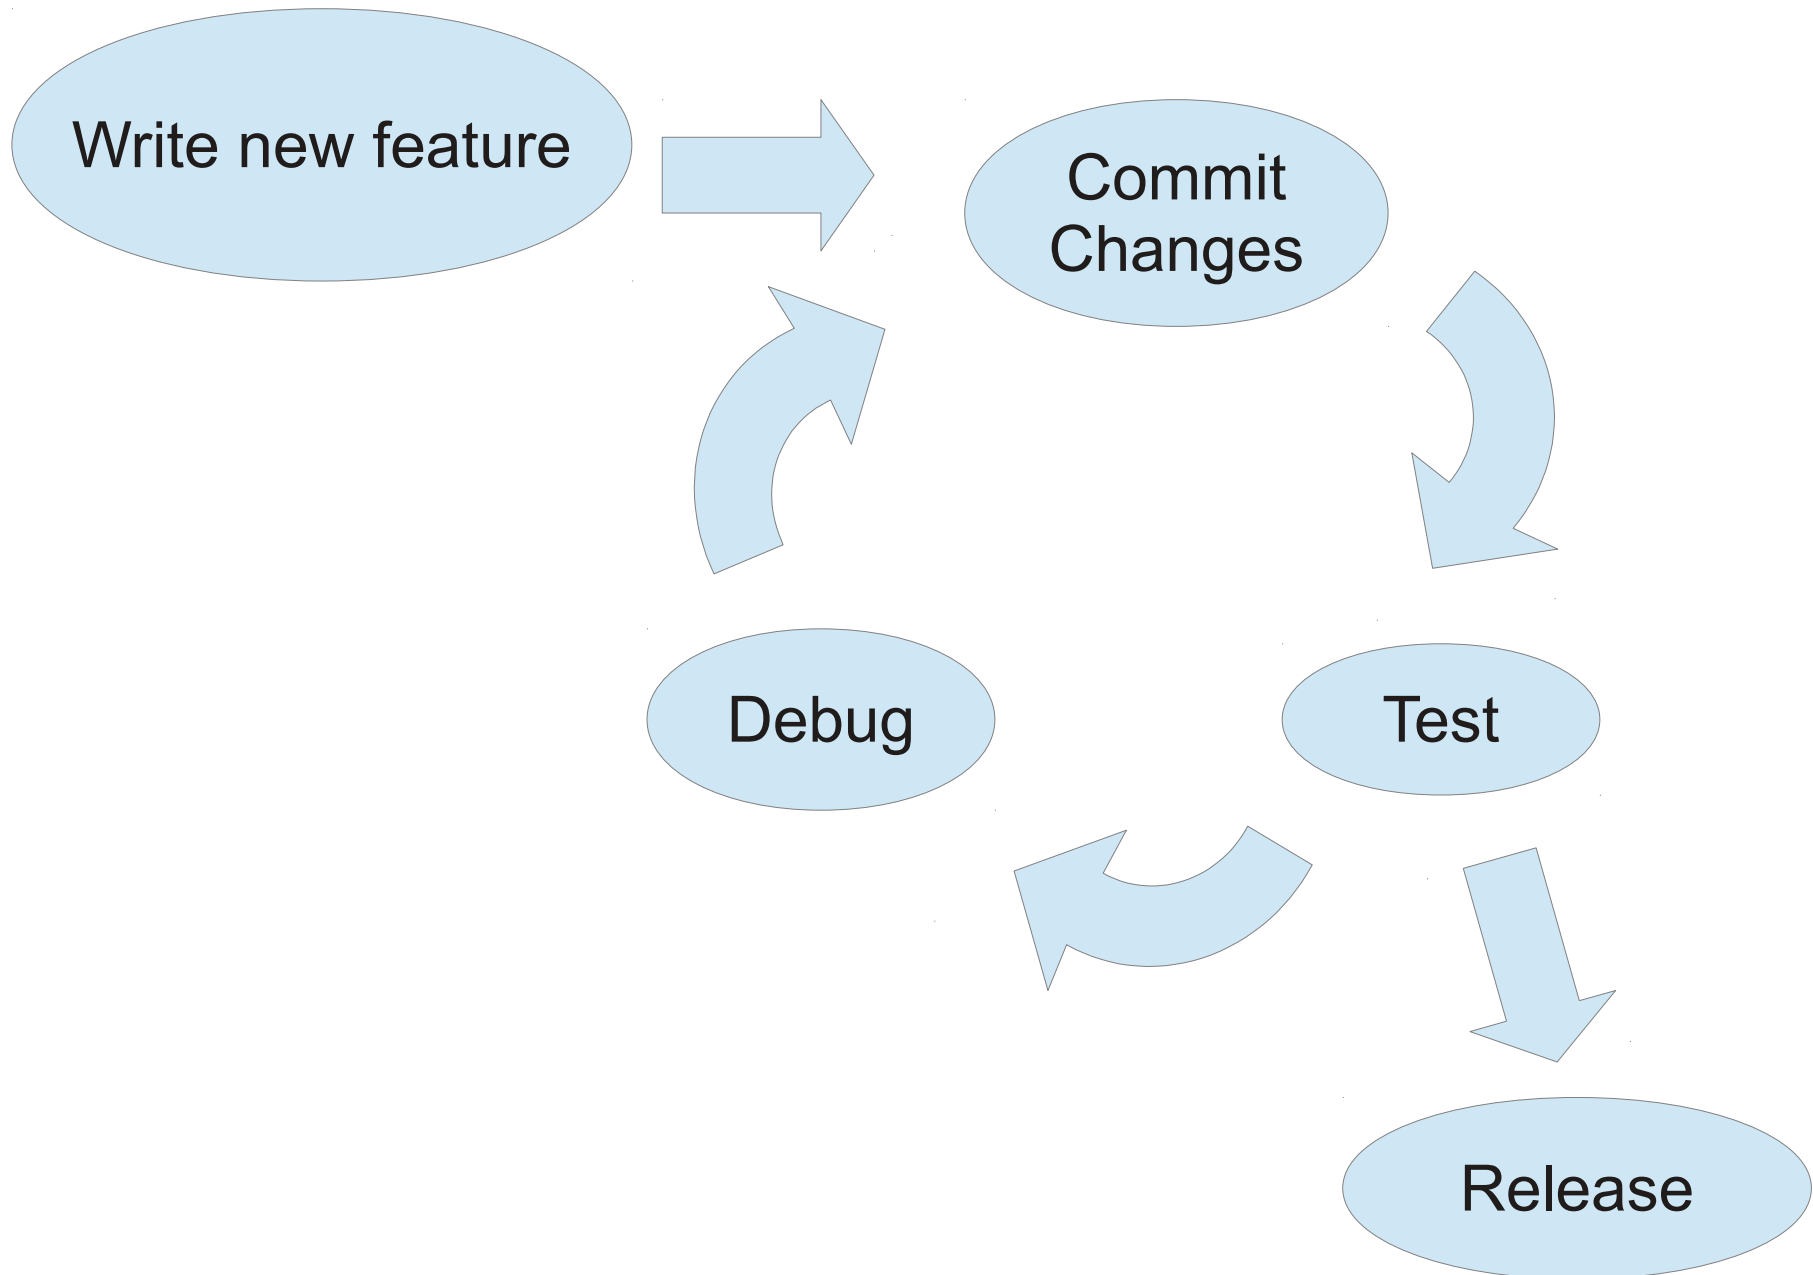 Write new feature
Commit
Changes
Debug
Test
Release